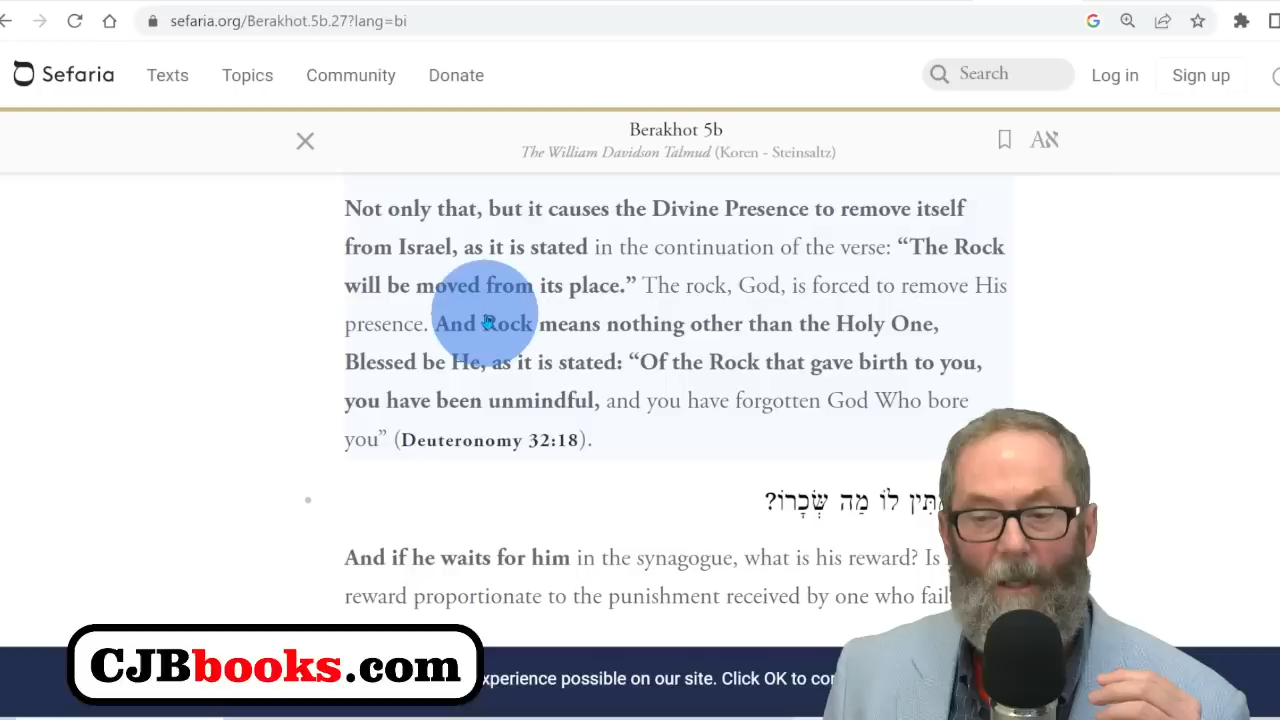 sefaria.org/Berakhot.5b.27?lang=bi
Sefaria Texts Topics Community Donate Search Log in Sign up
Berakhot 5b
The William Davidson Talmud (Koren - Steinsaltz)
Not only that, but it causes the Divine Presence to remove itself
from Israel, as it is stated in the continuation of the verse: “The Rock
will be moved from its place.” The rock, God, is forced to remove His
presence. And Rock means nothing other than the Holy One,
Blessed be He, as it is stated: “Of the Rock that gave birth to you,
you have been unmindful, and you have forgotten God Who bore
you” (Deuteronomy 32:18).
לוֹ מַה שְּׂכָרוֹ?
And if he waits for him in the synagogue, what is his reward? Is
reward proportionate to the punishment received by one who
CJBbooks.com
experience possible on our site. Click OK to